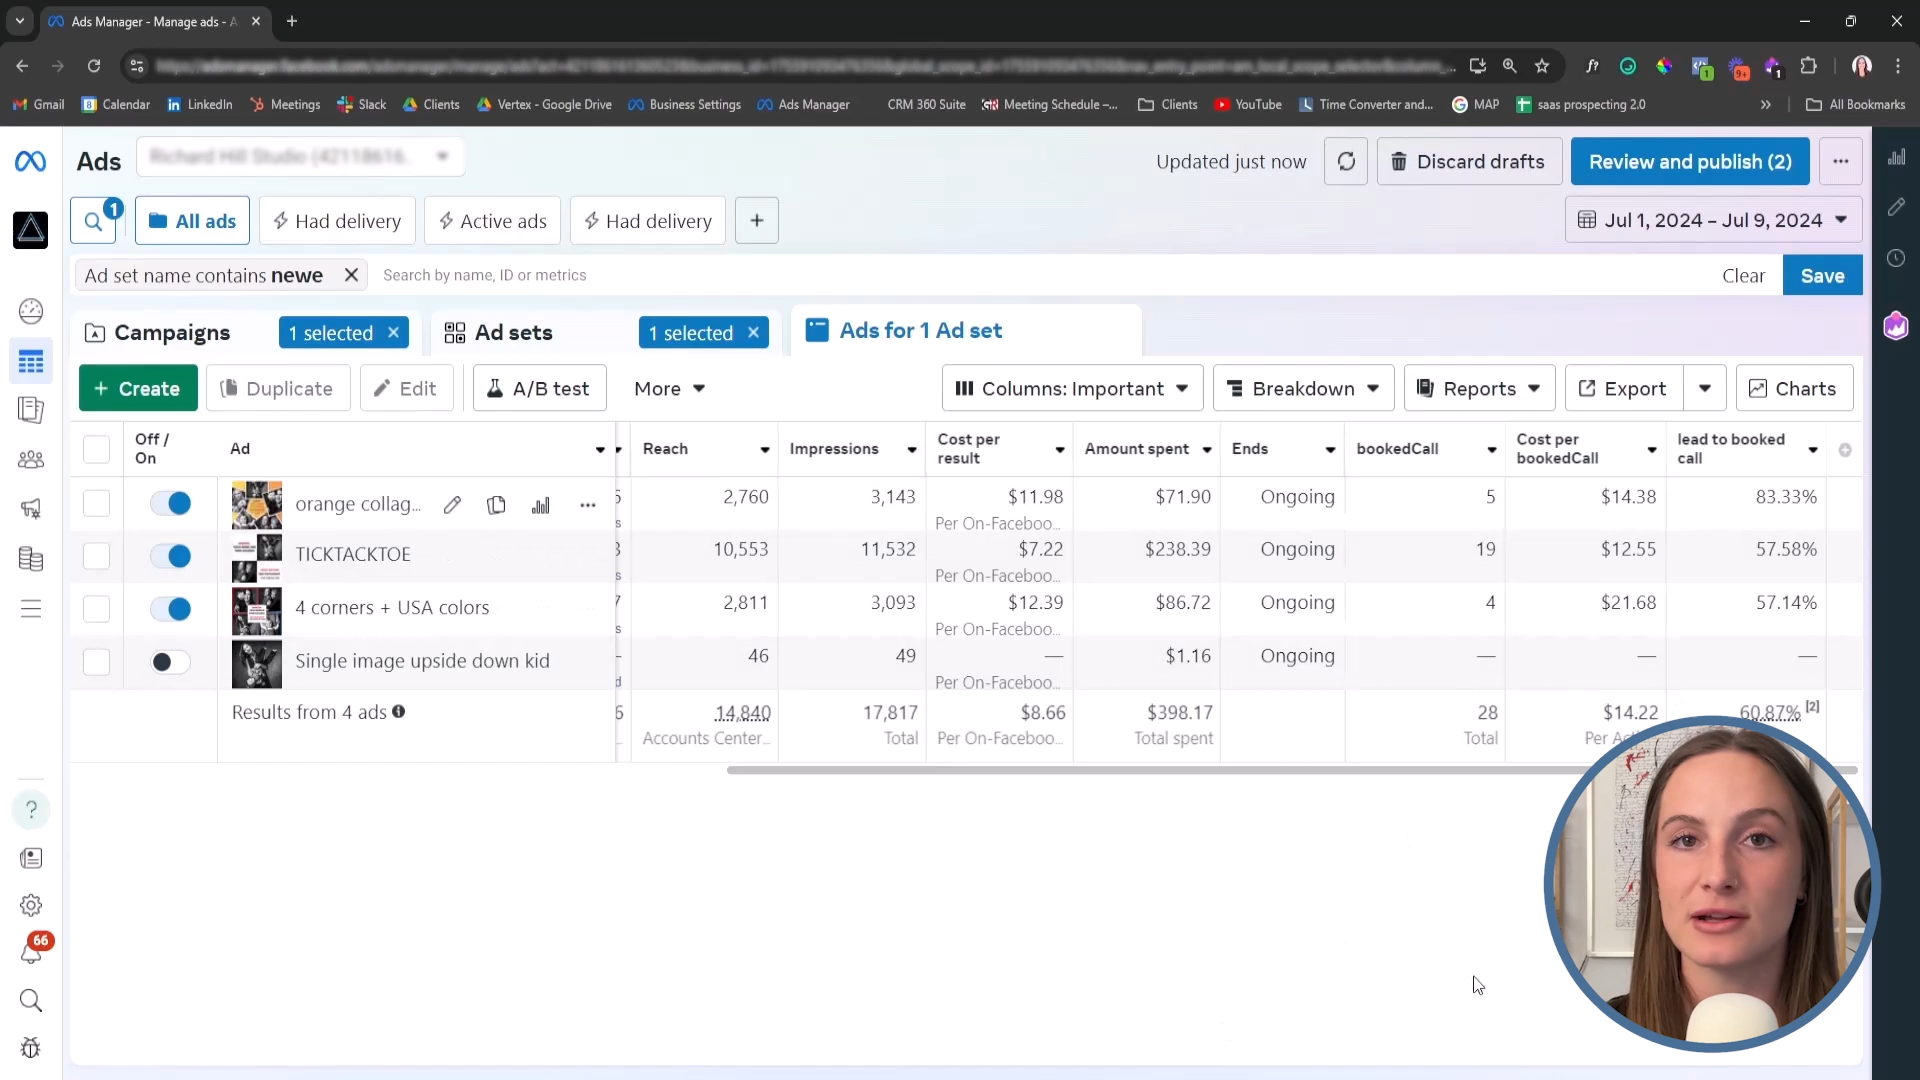 Ads Manager - Manage ads - A
Gmail
Calendar
LinkedIn
Meetings
Slack
Clients
Vertex - Google Drive
Business Settings
Ads Manager
CRM 360 Suite
Meeting Schedule –...
Clients
YouTube
Time Converter and...
MAP
saas prospecting 2.0
All Bookmarks
f?
1
9+
1
Ads
Updated just now
Discard drafts
Review and publish (2)
1
All ads
Had delivery
Active ads
Had delivery
Jul 1, 2024 – Jul 9, 2024
Ad set name contains newe
Search by name, ID or metrics
Clear
Save
Campaigns
1 selected
Ad sets
1 selected
Ads for 1 Ad set
Create
Duplicate
Edit
A/B test
More
Columns: Important
Breakdown
Reports
Export
Charts
Off / On
Ad
Reach
Impressions
Cost per result
Amount spent
Ends
bookedCall
Cost per bookedCall
lead to booked call
orange collag...
2,760
3,143
$11.98
Per On-Faceboo...
$71.90
Ongoing
5
$14.38
83.33%
TICKTACKTOE
10,553
11,532
$7.22
Per On-Faceboo...
$238.39
Ongoing
19
$12.55
57.58%
4 corners + USA colors
2,811
3,093
$12.39
Per On-Faceboo...
$86.72
Ongoing
4
$21.68
57.14%
Single image upside down kid
46
49
—
Per On-Faceboo...
$1.16
Ongoing
—
—
—
Results from 4 ads
14,840
Accounts Center...
17,817
Total
$8.66
Per On-Faceboo...
$398.17
Total spent
28
Total
$14.22
60.87% [2]
66